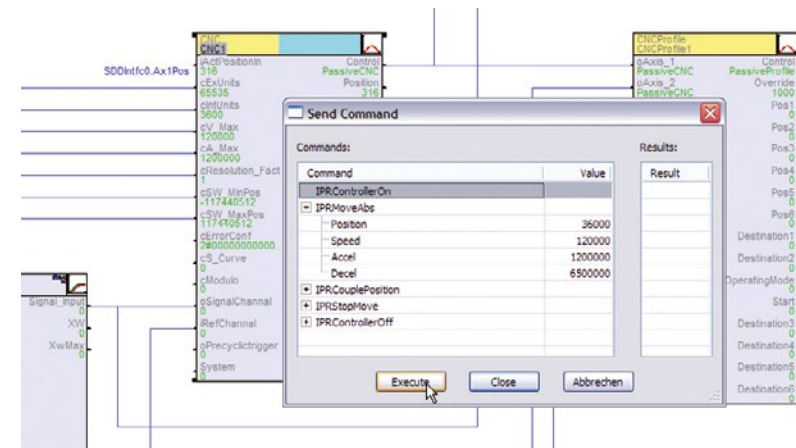 CNC
CNC1
SDDIntfc0.Ax1Pos
iActPositionIn
316
Control
PassiveCNC
cExUnits
65535
Position
316
cIntUnits
3600
cV_Max
120000
cA_Max
1200000
cResolution_Fact
1
cSW_MinPos
-117440512
cSW_MaxPos
117440512
cErrorConf
2#00000000000
cS_Curve
0
cModulo
0
oSignalChannal
0
iRefChannal
0
oPrecyclictrigger
0
System
0
Signal_Input
0
XW
0
XwMax
0
Send Command
Commands:
Results:
Command Value
Result
IPRControllerOn
IPRMoveAbs
Position 36000
Speed 120000
Accel 1200000
Decel 6500000
IPRCouplePosition
IPRStopMove
IPRControllerOff
Execute
Close
Abbrechen
CNCProfile
CNCProfile1
oAxis_1
PassiveCNC
Control
PassiveProfile
oAxis_2
PassiveCNC
Override
1000
Pos1
0
Pos2
0
Pos3
0
Pos4
0
Pos5
0
Pos6
0
Destination1
0
Destination2
0
OperatingMode
0
Start
0
Destination3
0
Destination4
0
Destination5
0
Destination6
0